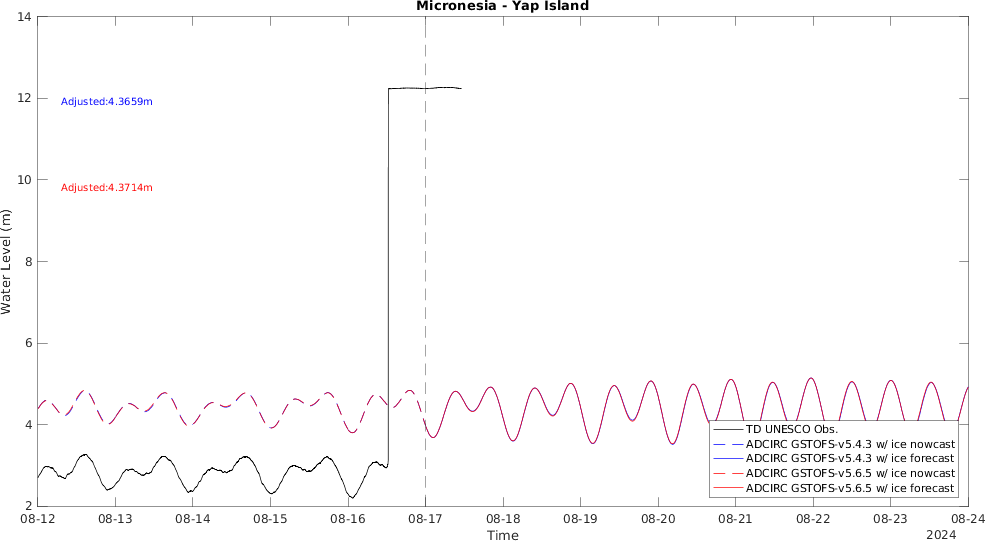 Micronesia - Yap Island
14
12
10
8
6
4
2
Water Level (m)
Adjusted:4.3659m
Adjusted:4.3714m
TD UNESCO Obs.
ADCIRC GSTOFS-v5.4.3 w/ ice nowcast
ADCIRC GSTOFS-v5.4.3 w/ ice forecast
ADCIRC GSTOFS-v5.6.5 w/ ice nowcast
ADCIRC GSTOFS-v5.6.5 w/ ice forecast
08-12 08-13 08-14 08-15 08-16 08-17 08-18 08-19 08-20 08-21 08-22 08-23 08-24
Time
2024